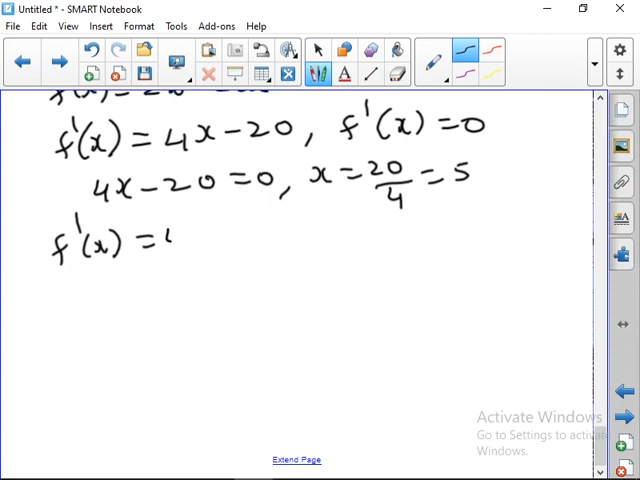 Untitled * - SMART Notebook
File Edit View Insert Format Tools Add-ons Help
f'(x) = 4x - 20, f'(x) = 0
4x - 20 = 0, x = 20/4 = 5
f'(x) =
Activate Windows
Go to Settings to activate
Windows.
Extend Page